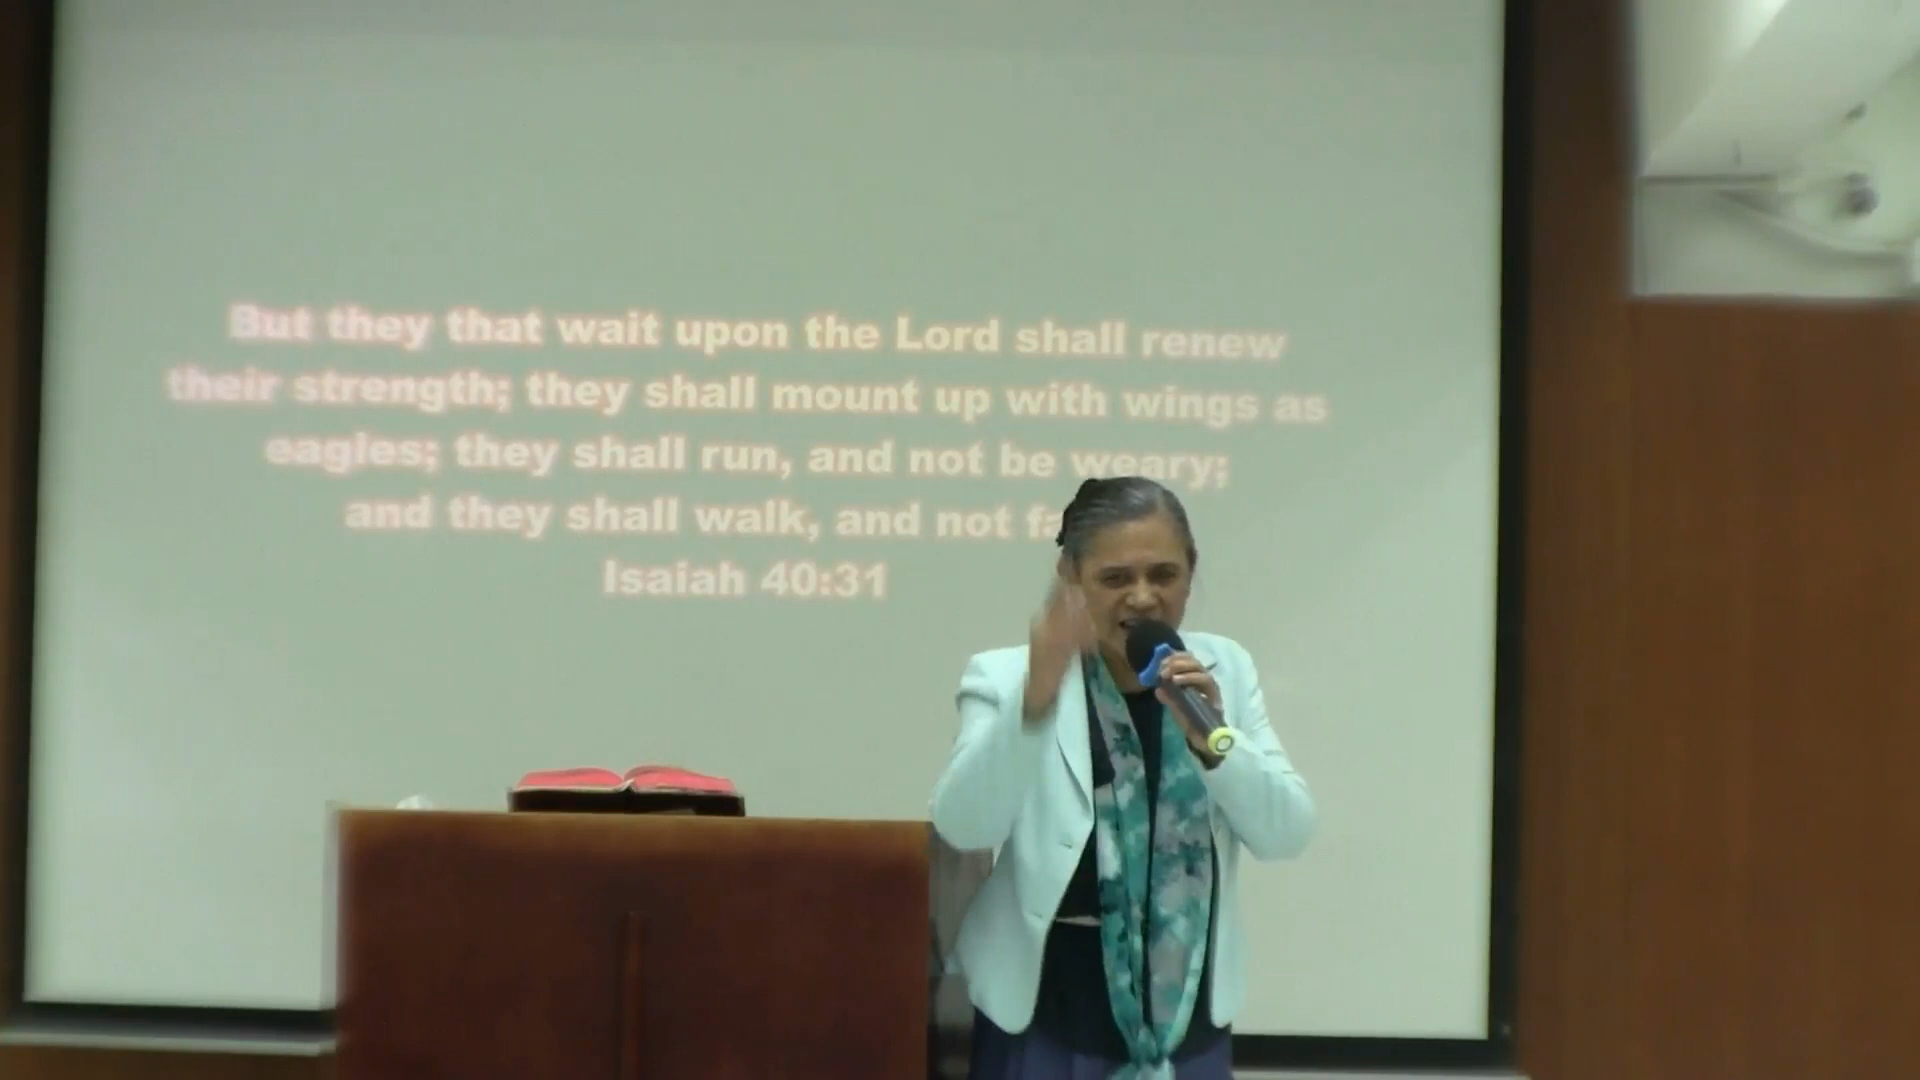 But they that wait upon the Lord shall renew
their strength; they shall mount up with wings as
eagles; they shall run, and not be weary;
and they shall walk, and not
Isaiah 40:31